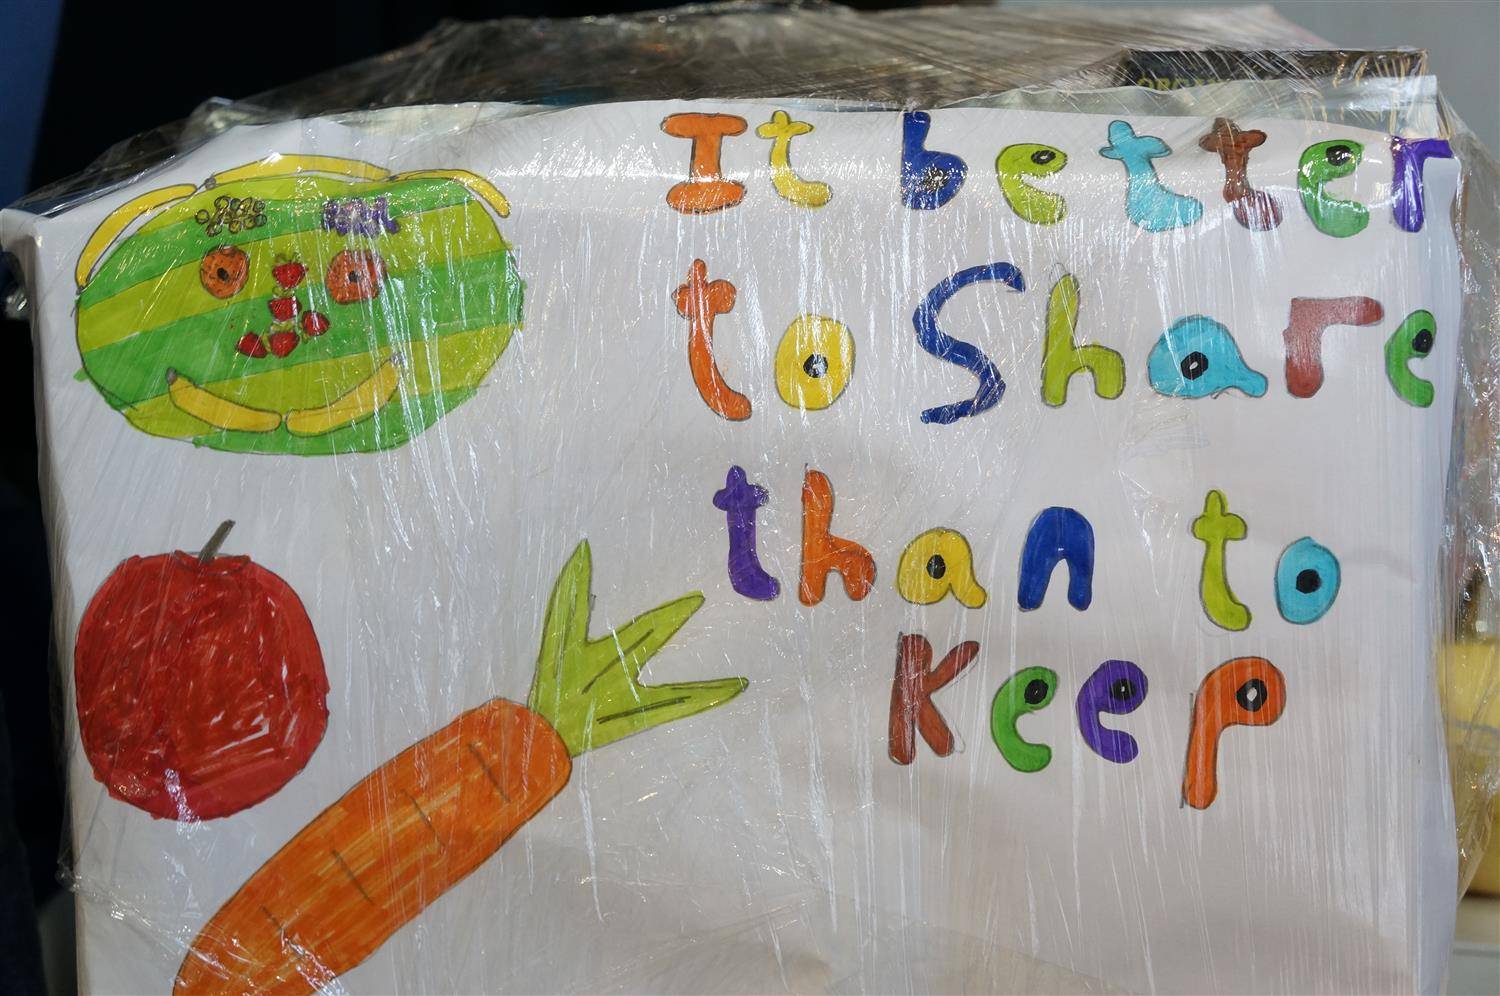 It better
to Share
than to
Keep